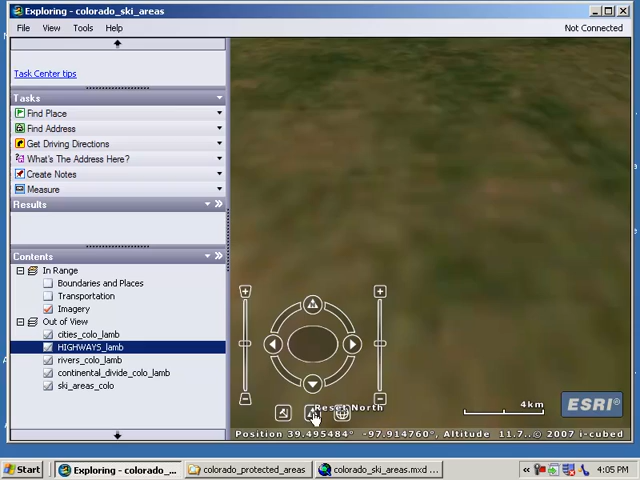 Exploring - colorado_ski_areas
File View Tools Help Not Connected
Task Center tips
Tasks
Find Place
Find Address
Get Driving Directions
What's The Address Here?
Create Notes
Measure
Results
Contents
In Range
Boundaries and Places
Transportation
Imagery
Out of View
cities_colo_lamb
HIGHWAYS_lamb
rivers_colo_lamb
continental_divide_colo_lamb
ski_areas_colo
N
Reset North
4km
ESRI
Position 39.495484° -97.914760°, Altitude 11.7.. © 2007 i-cubed
Start Exploring - colorado_... colorado_protected_areas colorado_ski_areas.mxd ... « 4:05 PM